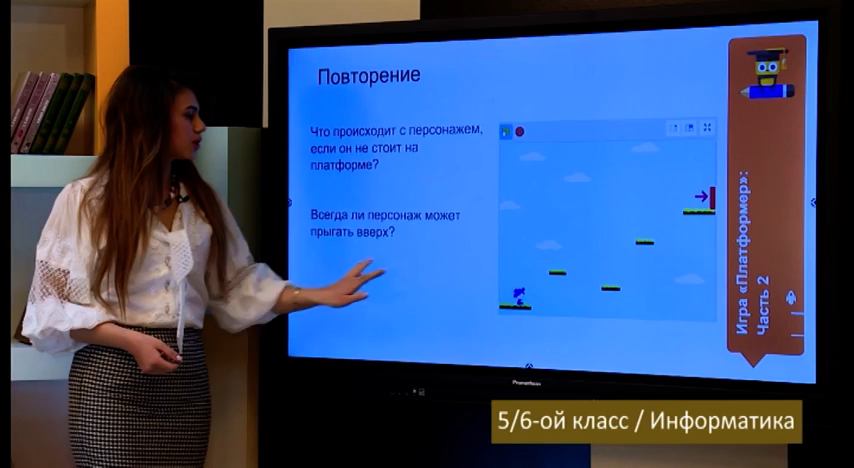 Повторение
Что происходит с персонажем,
если он не стоит на
платформе?
Всегда ли персонаж может
прыгать вверх?
Игра «Платформер»:
Часть 2
Promethean
5/6-ой класс / Информатика